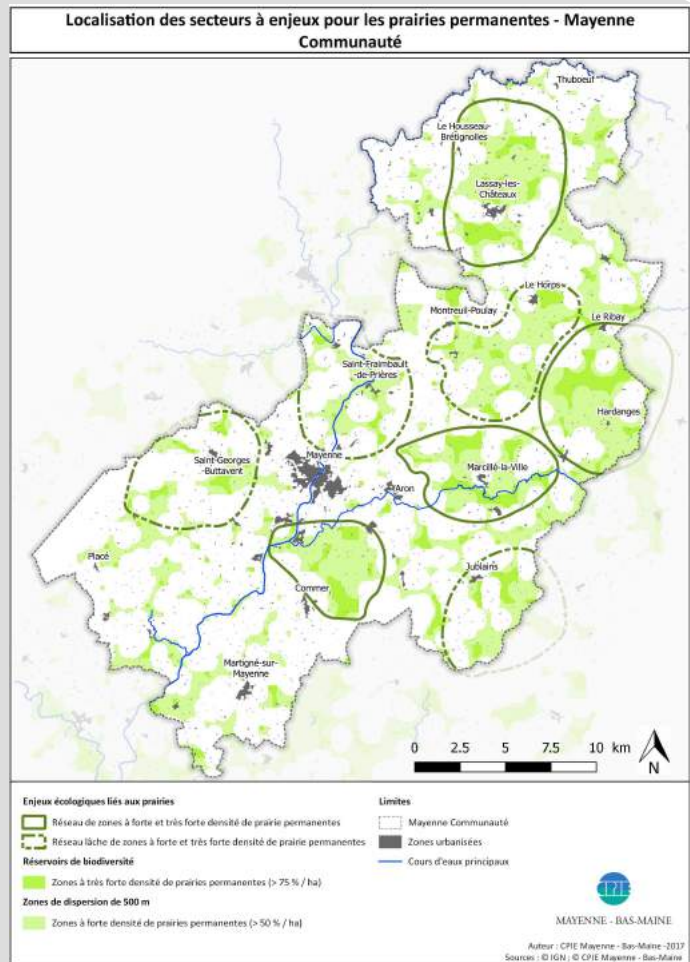 Localisation des secteurs à enjeux pour les prairies permanentes - Mayenne
Communauté
Thuboeuf
Le Housseau-
Brétignolles
Lassay-les-
Châteaux
Le Horps
Montreuil-Poulay
Le Ribay
Saint-Fraimbault
-de-Prières
Hardanges
Saint-Georges
-Buttavent
Mayenne
Marcillé-la-Ville
Aron
Placé
Jublains
Commer
Martigné-sur-
Mayenne
0 2.5 5 7.5 10 km
N
Enjeux écologiques liés aux prairies
Réseau de zones à forte et très forte densité de prairie permanentes
Réseau lâche de zones à forte et très forte densité de prairie permanentes
Réservoirs de biodiversité
Zones à très forte densité de prairies permanentes (> 75 % / ha)
Zones de dispersion de 500 m
Zones à forte densité de prairies permanentes (> 50 % / ha)
Limites
Mayenne Communauté
Zones urbanisées
Cours d'eaux principaux
CPIE
MAYENNE - BAS-MAINE
Auteur : CPIE Mayenne - Bas-Maine -2017
Sources : © IGN ; © CPIE Mayenne - Bas-Maine